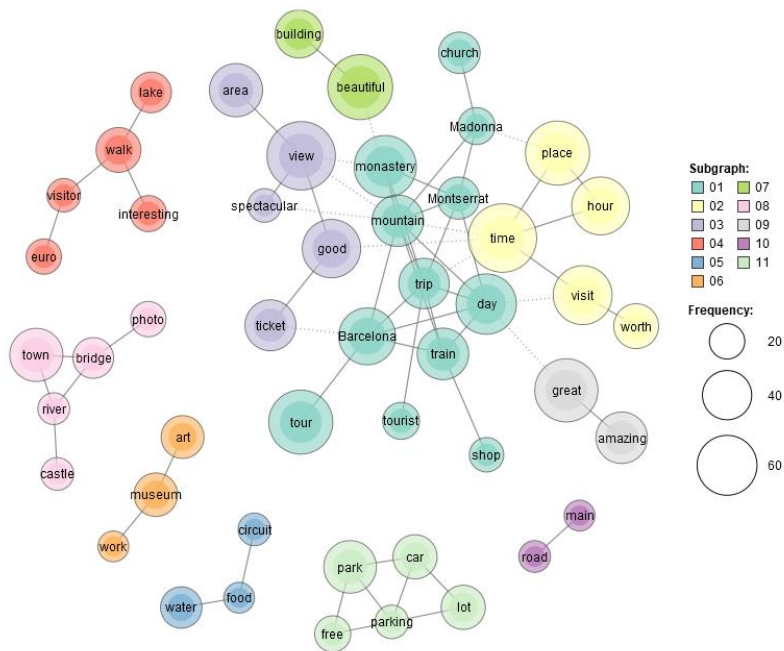 building
church
lake
area
beautiful
Madonna
walk
view
monastery
place
visitor
spectacular
Montserrat
hour
interesting
mountain
euro
good
time
trip
visit
photo
ticket
day
worth
town
bridge
Barcelona
train
river
great
tour
tourist
art
amazing
castle
shop
museum
work
circuit
main
road
car
park
water
food
lot
parking
free
Subgraph:
01 07
02 08
03 09
04 10
05 11
06
Frequency:
20
40
60